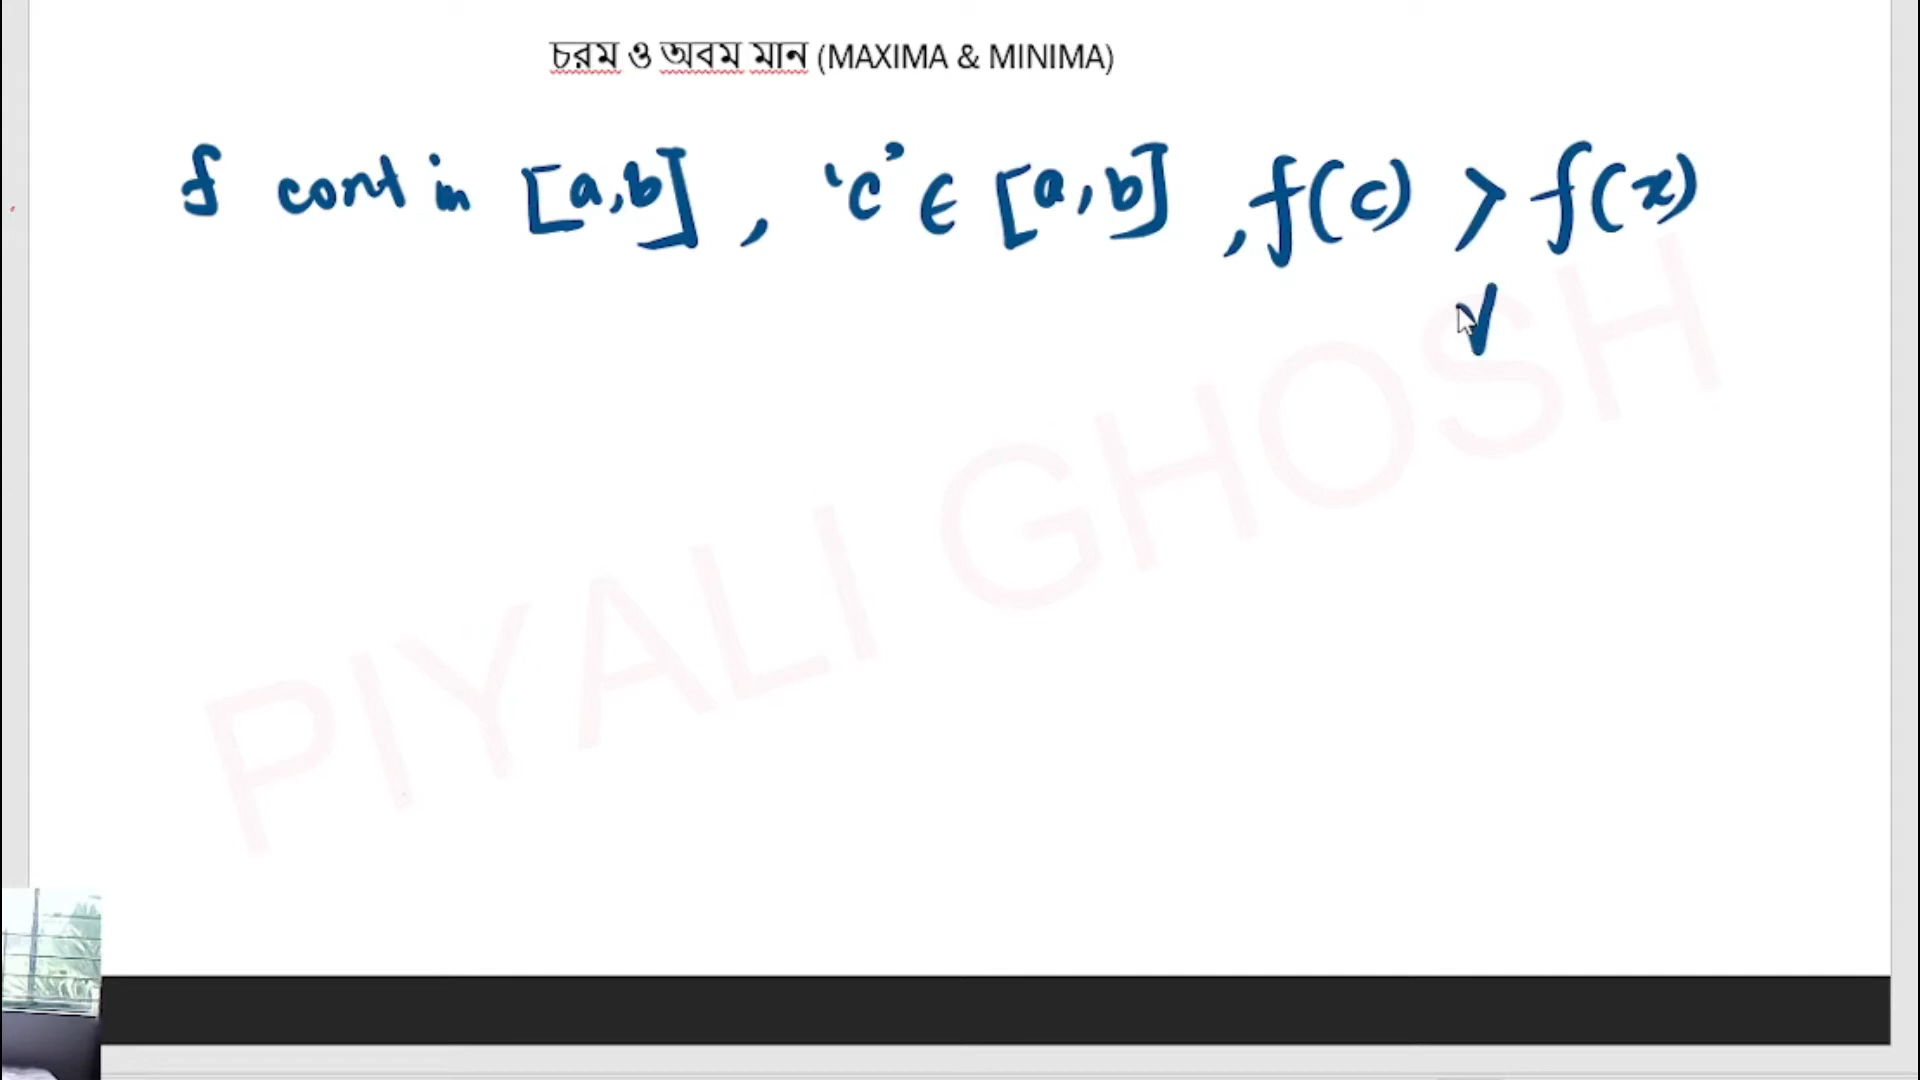 চরম ও অবম মান (MAXIMA & MINIMA)
f cont in [a,b] , 'c' ∈ [a,b] , f(c) > f(x)
✓
PIYALI GHOSH